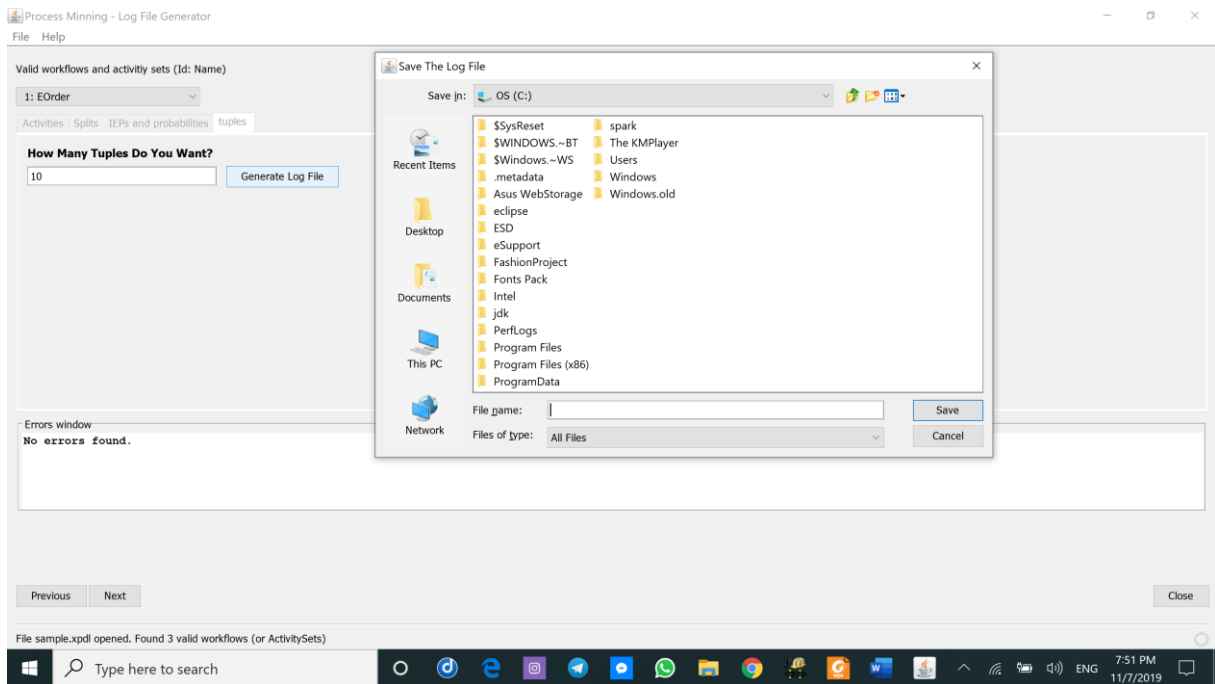 Process Minning - Log File Generator
File Help
Valid workflows and activitiy sets (Id: Name)
1: EOrder
Activities Splits IEPs and probabilities tuples
How Many Tuples Do You Want?
10
Generate Log File
Save The Log File
Save in: OS (C:)
Recent Items
Desktop
Documents
This PC
Network
$SysReset
$WINDOWS.~BT
$Windows.~WS
.metadata
Asus WebStorage
eclipse
ESD
eSupport
FashionProject
Fonts Pack
Intel
jdk
PerfLogs
Program Files
Program Files (x86)
ProgramData
spark
The KMPlayer
Users
Windows
Windows.old
File name:
Save
Files of type: All Files
Cancel
Errors window
No errors found.
Previous Next
Close
File sample.xpdl opened. Found 3 valid workflows (or ActivitySets)
Type here to search
ENG
7:51 PM
11/7/2019